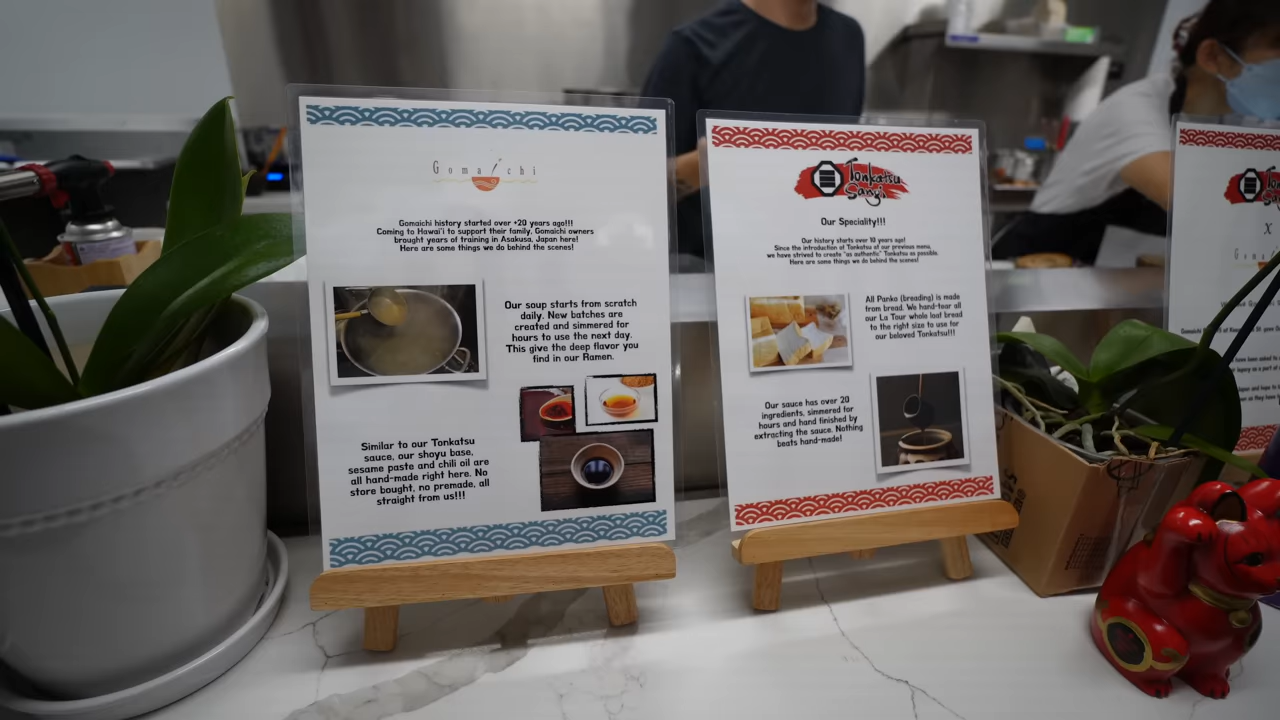 Gomaichi
Gomaichi history started over +20 years ago!!!
Coming to Hawai'i to support their family, Gomaichi owners
brought years of training in Asakusa, Japan here!
Here are some things we do behind the scenes!
Our soup starts from scratch
daily. New batches are
created and simmered for
hours to use the next day.
This give the deep flavor you
find in our Ramen.
Similar to our Tonkatsu
sauce, our shoyu base,
sesame paste and chili oil are
all hand-made right here. No
store bought, no premade, all
straight from us!!!
Tonkatsu
Our Speciality!!!
Our history starts over 10 years ago!
Since the introduction of Tonkatsu at our previous menu,
we have strived to create "as authentic" Tonkatsu as possible.
Here are some things we do behind the scenes!
All Panko (breading) is made
from bread. We hand-tear all
our La Tour whole loaf bread
to the right size to use for
our beloved Tonkatsu!!!
Our sauce has over 20
ingredients, simmered for
hours and hand finished by
extracting the sauce. Nothing
beats hand-made!
X